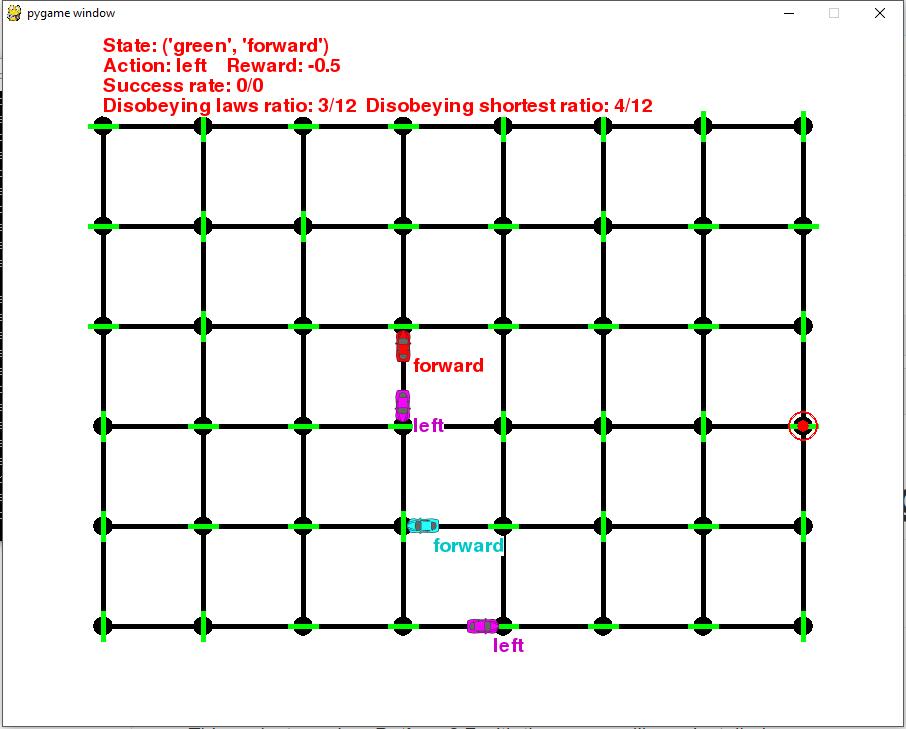 pygame window
State: ('green', 'forward')
Action: left    Reward: -0.5
Success rate: 0/0
Disobeying laws ratio: 3/12  Disobeying shortest ratio: 4/12
forward
left
forward
left